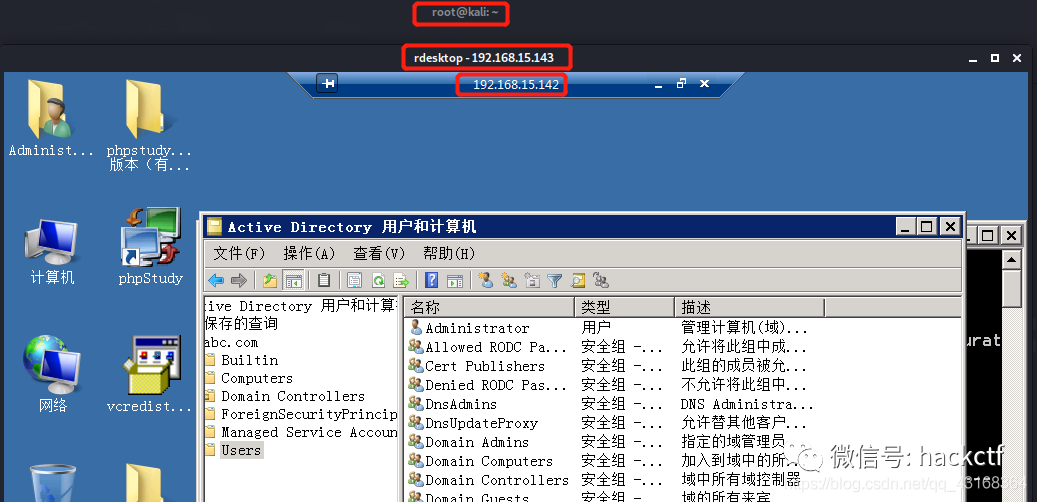 root@kali: ~
rdesktop - 192.168.15.143
192.168.15.142
Administ...
phpstudy...
版本（有...
计算机
phpStudy
网络
vcredist...
Active Directory 用户和计算机
文件(F) 操作(A) 查看(V) 帮助(H)
tive Directory 用户和计算
保存的查询
abc.com
Builtin
Computers
Domain Controllers
ForeignSecurityPrincip
Managed Service Accoun
Users
名称 类型 描述
Administrator 用户 管理计算机(域)...
Allowed RODC Pa... 安全组 -... 允许将此组中成...
Cert Publishers 安全组 -... 此组的成员被允...
Denied RODC Pas... 安全组 -... 不允许将此组中...
DnsAdmins 安全组 -... DNS Administra...
DnsUpdateProxy 安全组 -... 允许替其他客户...
Domain Admins 安全组 -... 指定的域管理员
Domain Computers 安全组 -... 加入到域中的所...
Domain Controllers 安全组 -... 域中所有域控制器
Domain Guests 安全组 -... 域的所有来宾
urat
微信号: hackctf
https://blog.csdn.net/qq_43168364